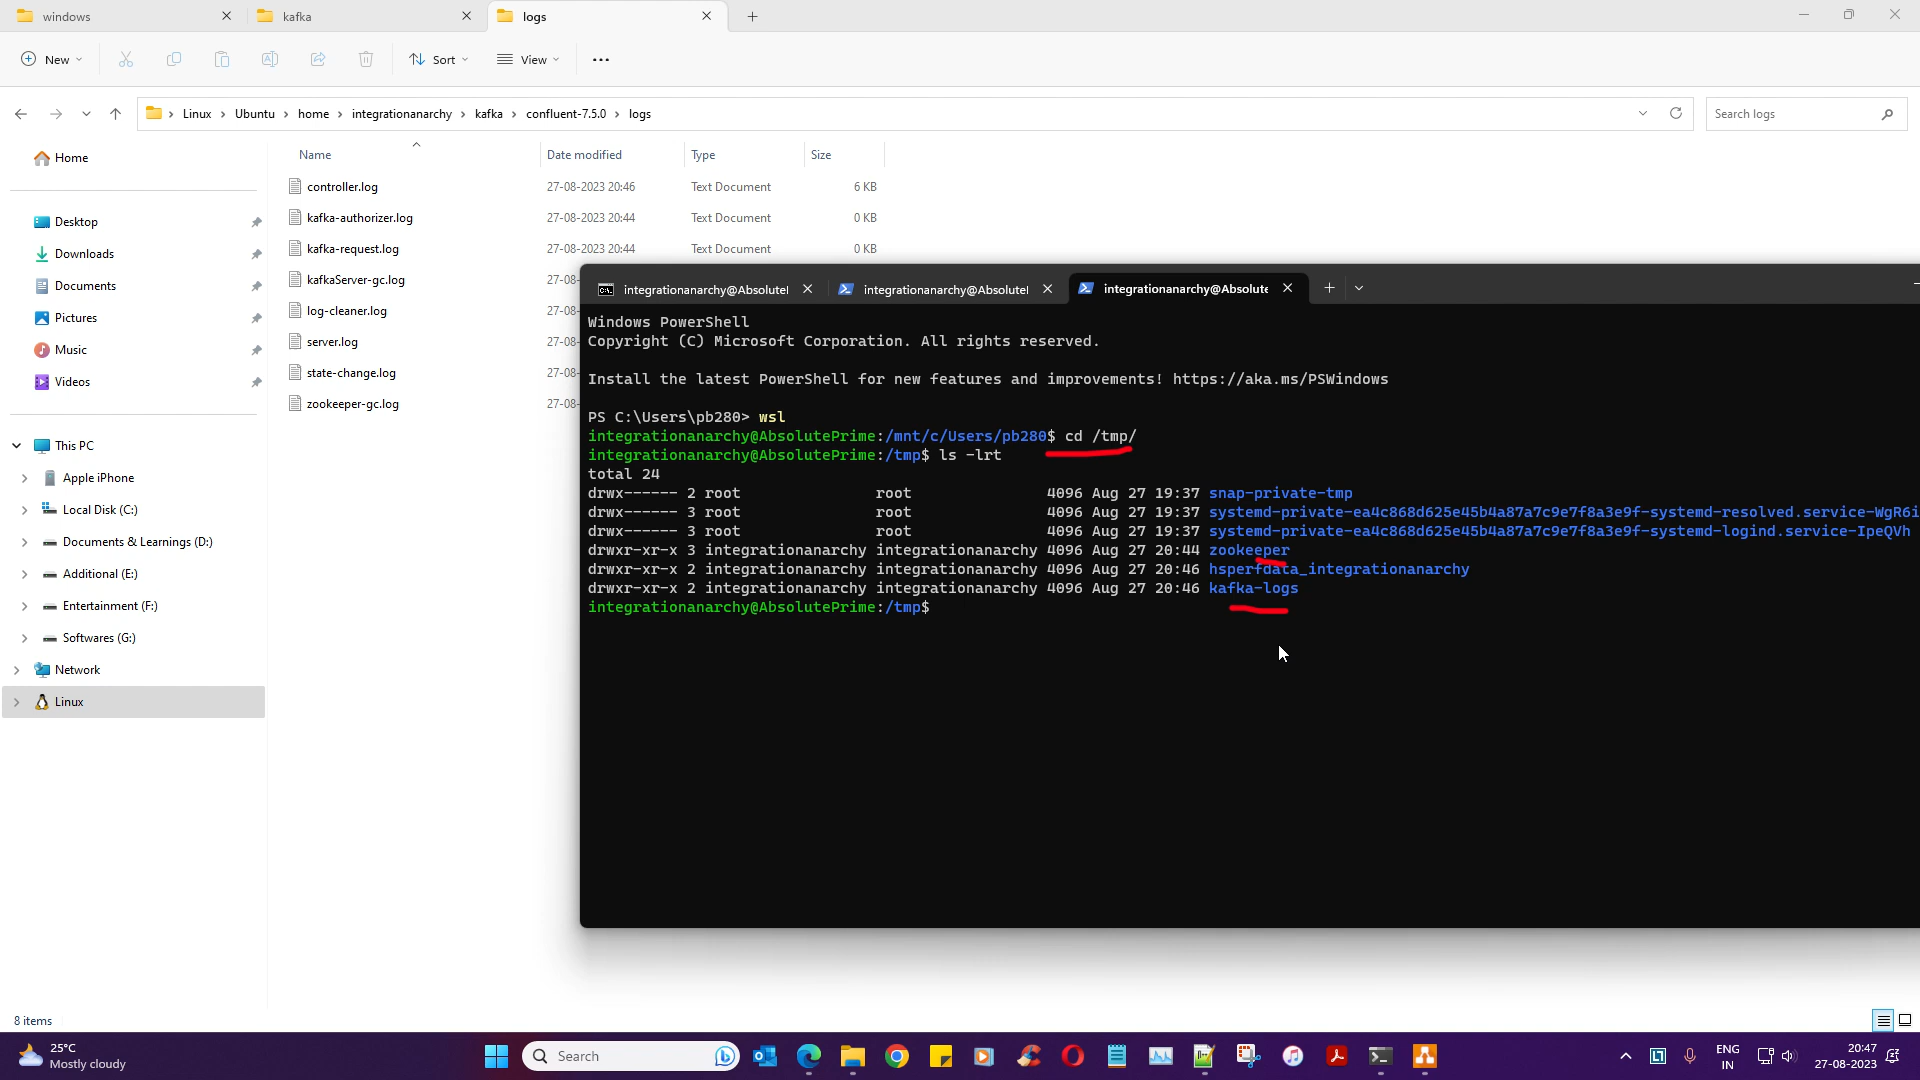 windows
kafka
logs
New
Sort
View
Linux
Ubuntu
home
integrationanarchy
kafka
confluent-7.5.0
logs
Search logs
Home
Desktop
Downloads
Documents
Pictures
Music
Videos
This PC
Apple iPhone
Local Disk (C:)
Documents & Learnings (D:)
Additional (E:)
Entertainment (F:)
Softwares (G:)
Network
Linux
Name Date modified Type Size
controller.log 27-08-2023 20:46 Text Document 6 KB
kafka-authorizer.log 27-08-2023 20:44 Text Document 0 KB
kafka-request.log 27-08-2023 20:44 Text Document 0 KB
kafkaServer-gc.log 27-08-
log-cleaner.log 27-08-
server.log 27-08-
state-change.log 27-08-
zookeeper-gc.log 27-08-
integrationanarchy@Absolutel
integrationanarchy@Absolutel
integrationanarchy@Absolute
Windows PowerShell
Copyright (C) Microsoft Corporation. All rights reserved.
Install the latest PowerShell for new features and improvements! https://aka.ms/PSWindows
PS C:\Users\pb280> wsl
integrationanarchy@AbsolutePrime:/mnt/c/Users/pb280$ cd /tmp/
integrationanarchy@AbsolutePrime:/tmp$ ls -lrt
total 24
drwx------ 2 root root 4096 Aug 27 19:37 snap-private-tmp
drwx------ 3 root root 4096 Aug 27 19:37 systemd-private-ea4c868d625e45b4a87a7c9e7f8a3e9f-systemd-resolved.service-WgR6i
drwx------ 3 root root 4096 Aug 27 19:37 systemd-private-ea4c868d625e45b4a87a7c9e7f8a3e9f-systemd-logind.service-IpeQVh
drwxr-xr-x 3 integrationanarchy integrationanarchy 4096 Aug 27 20:44 zookeeper
drwxr-xr-x 2 integrationanarchy integrationanarchy 4096 Aug 27 20:46 hsperfdata_integrationanarchy
drwxr-xr-x 2 integrationanarchy integrationanarchy 4096 Aug 27 20:46 kafka-logs
integrationanarchy@AbsolutePrime:/tmp$
8 items
25°C
Mostly cloudy
Search
ENG
IN
20:47
27-08-2023